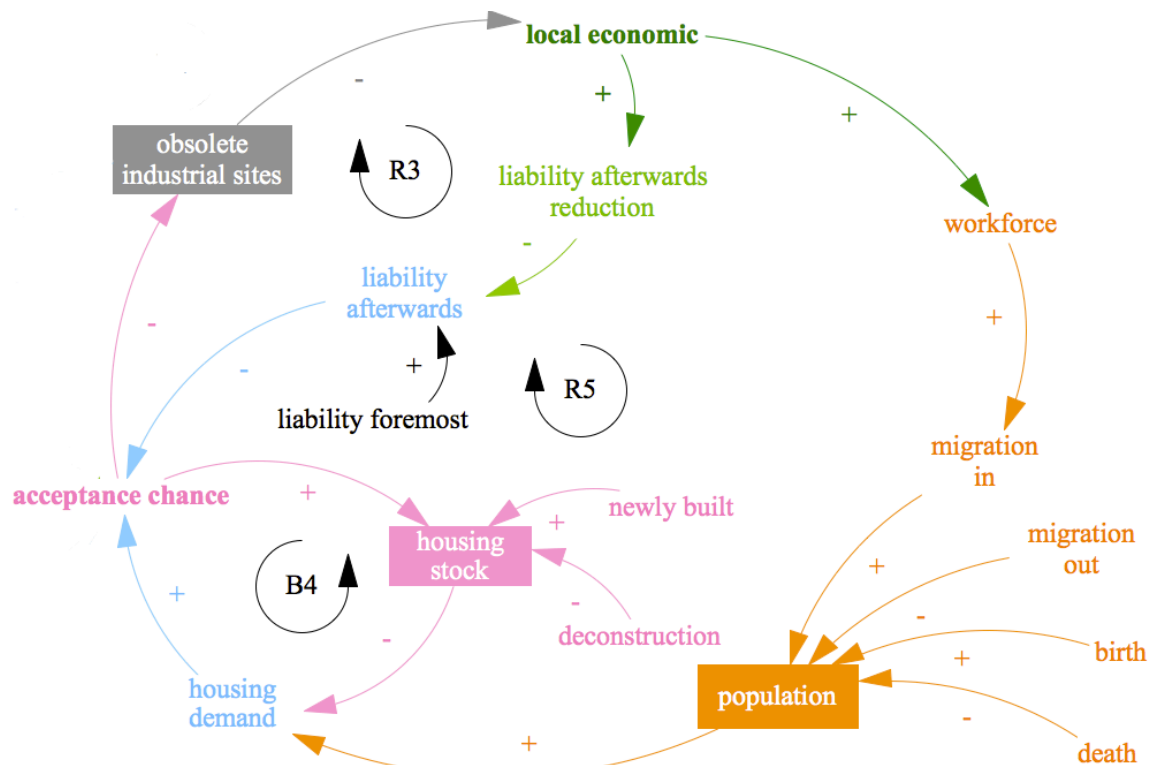 local economic
-
+
+
obsolete
industrial sites
R3
liability afterwards
reduction
workforce
-
liability
afterwards
-
+
-
+
R5
liability foremost
migration
in
acceptance chance
+
newly built
+
housing
stock
migration
out
B4
+
+
-
-
deconstruction
-
+
birth
housing
demand
population
-
+
death